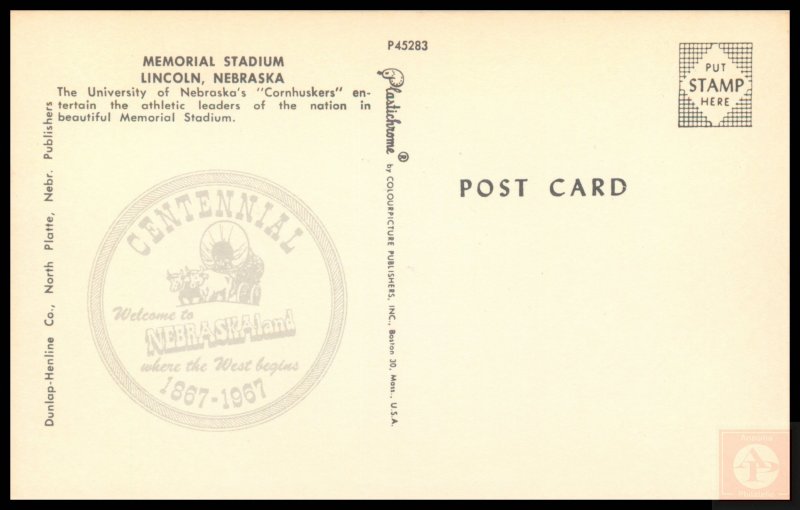 MEMORIAL STADIUM
LINCOLN, NEBRASKA
The University of Nebraska's "Cornhuskers" en-
tertain the athletic leaders of the nation in
beautiful Memorial Stadium.
Dunlap-Henline Co., North Platte, Nebr. Publishers
CENTENNIAL
Welcome to
NEBRASKAland
where the West begins
1867-1967
P45283
Plastichrome ® by COLOURPICTURE PUBLISHERS, INC., Boston 30, Mass., U.S.A.
PUT
STAMP
HERE
POST CARD
AP
Philatelic